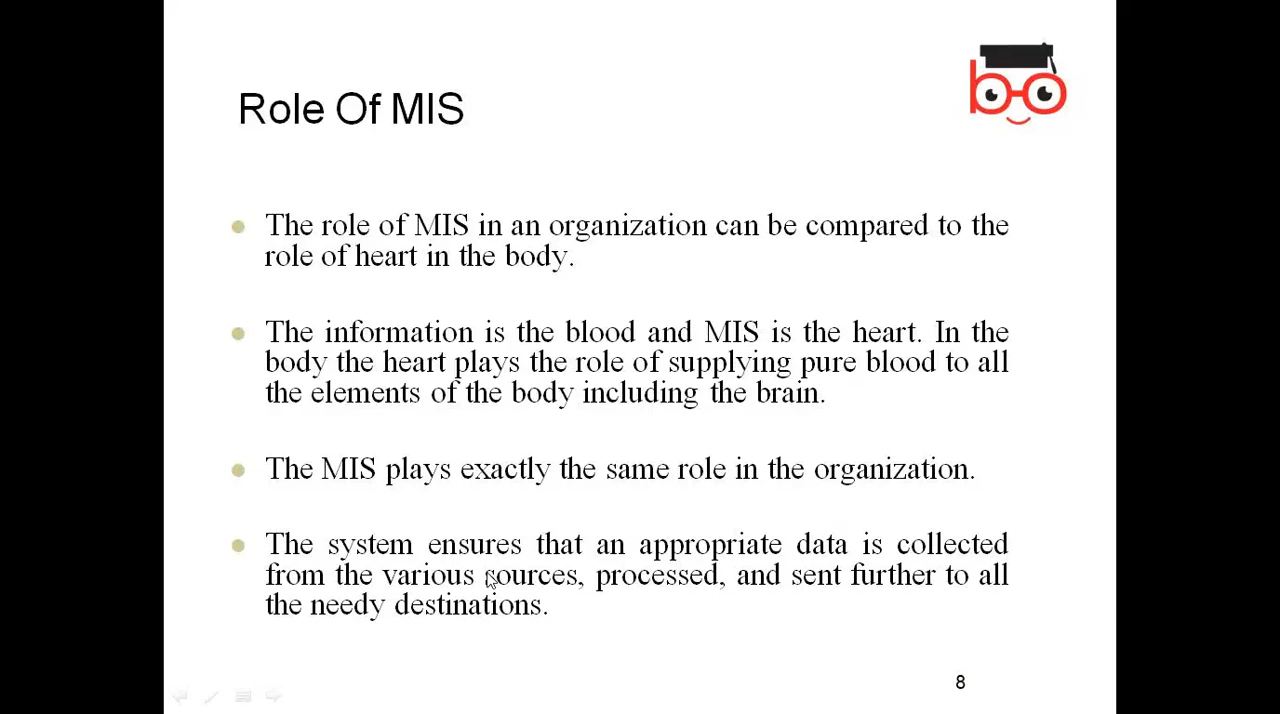 Role Of MIS
The role of MIS in an organization can be compared to the
role of heart in the body.
The information is the blood and MIS is the heart. In the
body the heart plays the role of supplying pure blood to all
the elements of the body including the brain.
The MIS plays exactly the same role in the organization.
The system ensures that an appropriate data is collected
from the various sources, processed, and sent further to all
the needy destinations.
8